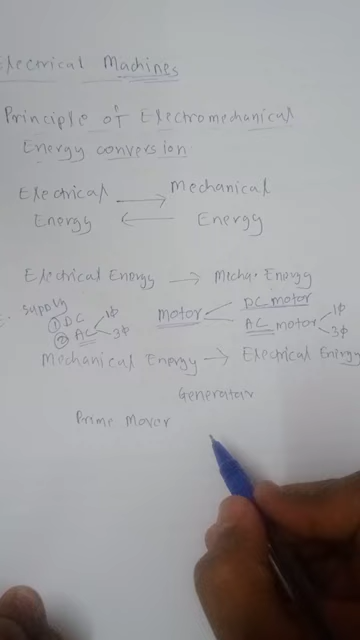 Electrical Machines
Principle of Electromechanical
Energy conversion
Electrical → Mechanical
Energy ← Energy
Electrical Energy → Mecha. Energy
E. Supply
① DC
② AC 1φ
3φ
Motor DC motor
AC motor 1φ
3φ
Mechanical Energy → Electrical Energy
Generator
Prime Mover